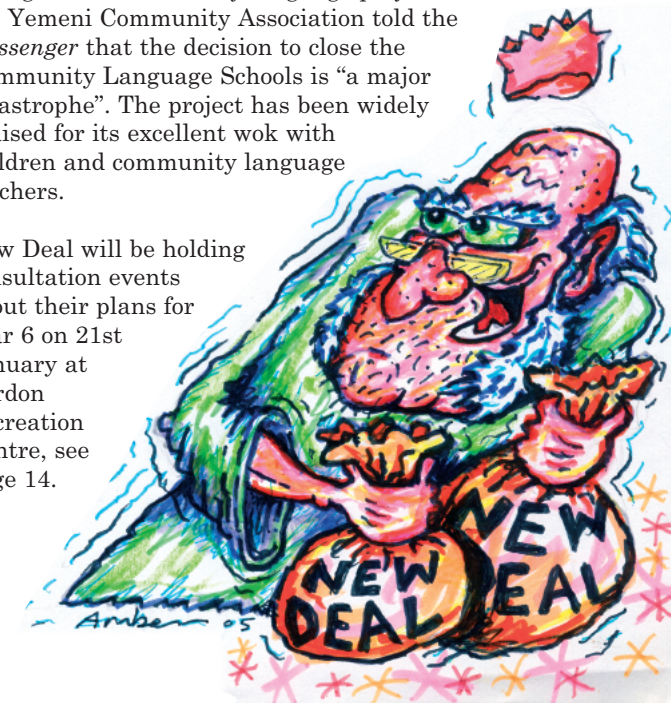 Yemeni Community Association told the
ssenger that the decision to close the
mmunity Language Schools is “a major
astrophe”. The project has been widely
ised for its excellent wok with
ldren and community language
chers.
w Deal will be holding
nsultation events
out their plans for
ar 6 on 21st
nuary at
rdon
creation
ntre, see
ge 14.
NEW
DEAL
NEW
EAL
Amber 05